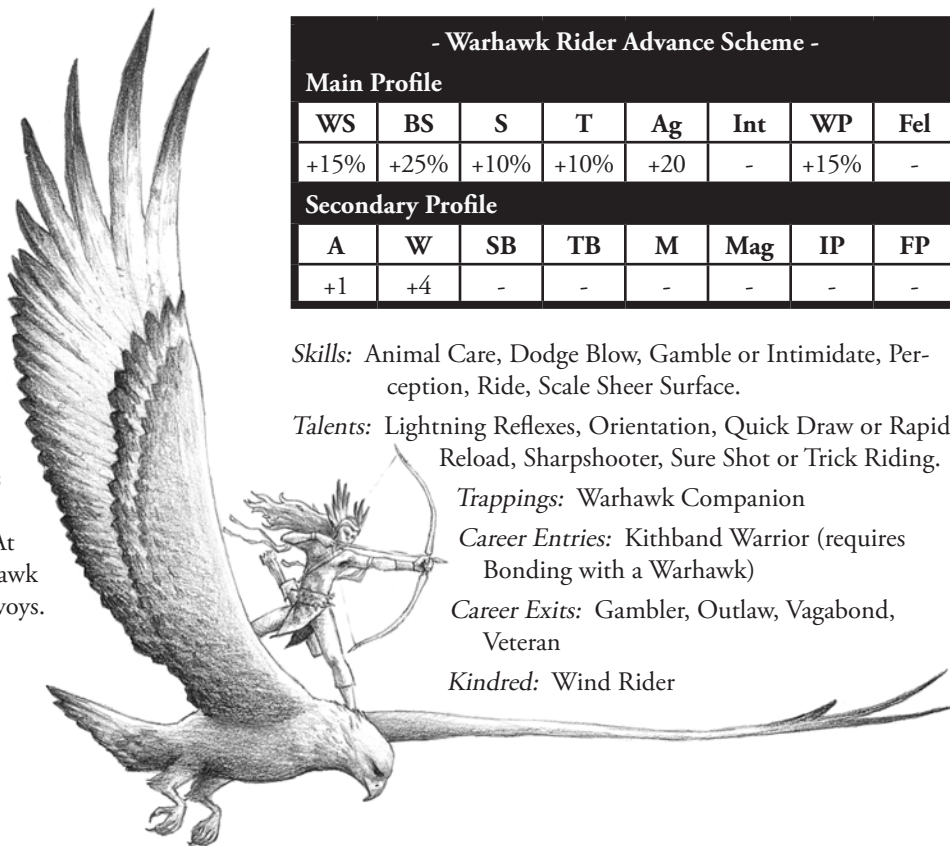 - Warhawk Rider Advance Scheme -
Main Profile
WS BS S T Ag Int WP Fel
+15% +25% +10% +10% +20 - +15% -
Secondary Profile
A W SB TB M Mag IP FP
+1 +4 - - - - - -
Skills: Animal Care, Dodge Blow, Gamble or Intimidate, Per-
ception, Ride, Scale Sheer Surface.
Talents: Lightning Reflexes, Orientation, Quick Draw or Rapid
Reload, Sharpshooter, Sure Shot or Trick Riding.
Trappings: Warhawk Companion
Career Entries: Kithband Warrior (requires
Bonding with a Warhawk)
Career Exits: Gambler, Outlaw, Vagabond,
Veteran
Kindred: Wind Rider